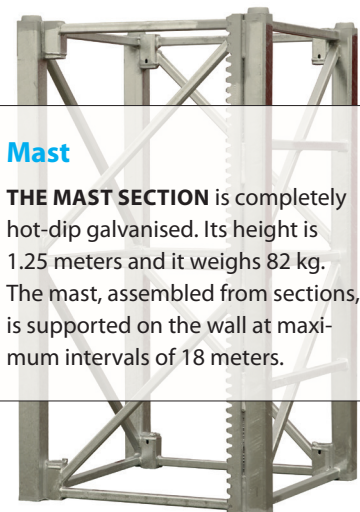 Mast
THE MAST SECTION is completely
hot-dip galvanised. Its height is
1.25 meters and it weighs 82 kg.
The mast, assembled from sections,
is supported on the wall at maxi-
mum intervals of 18 meters.